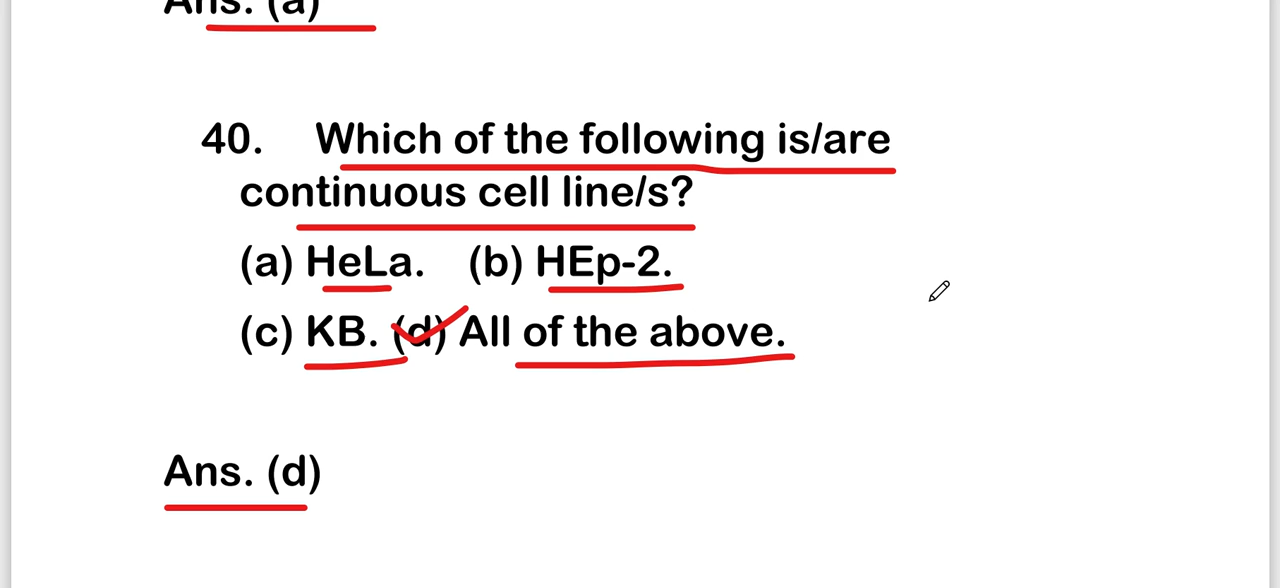 Ans. (a)
40. Which of the following is/are
continuous cell line/s?
(a) HeLa. (b) HEp-2.
(c) KB. (d) All of the above.
Ans. (d)